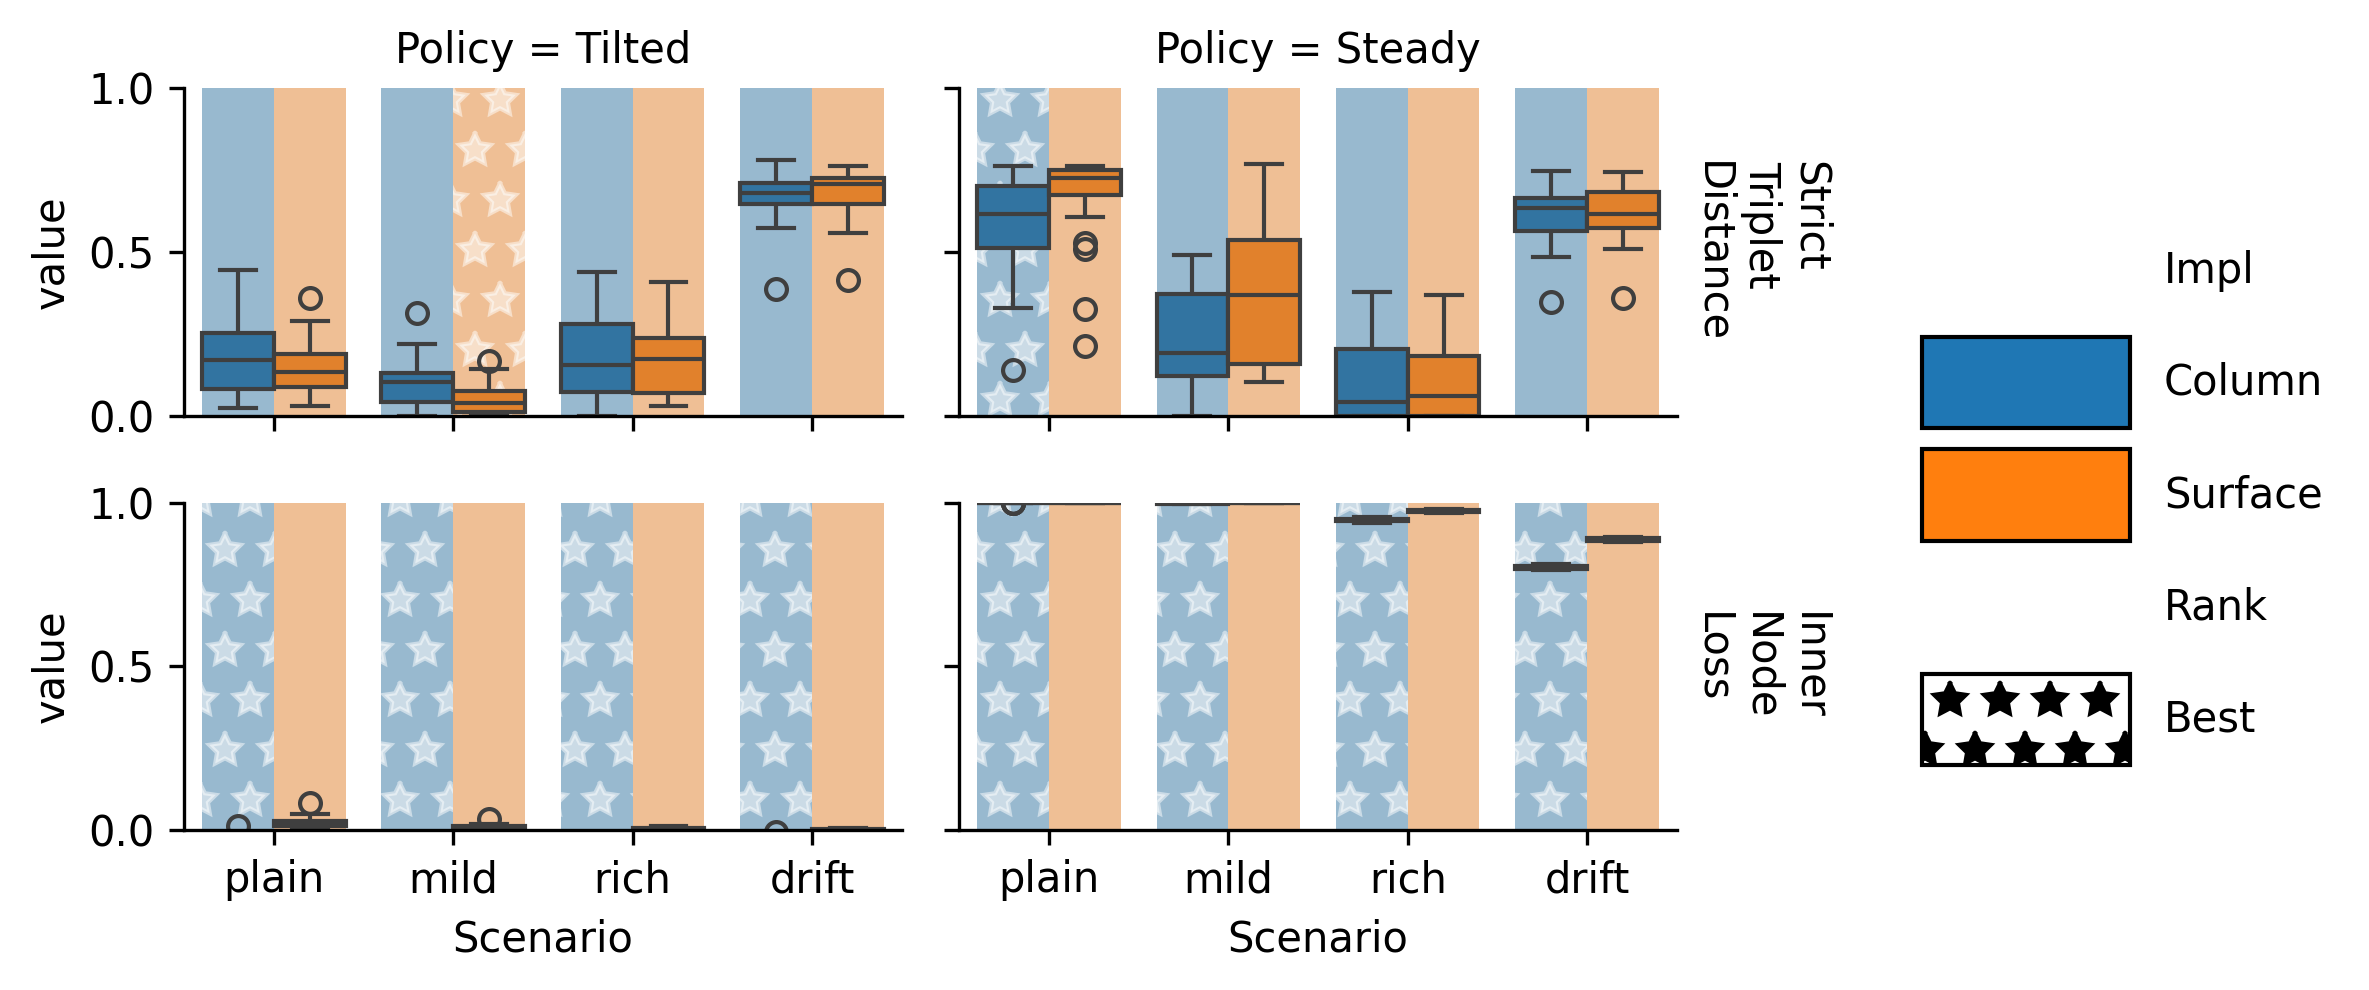 Policy = Tilted
Policy = Steady
1.0
0.5
0.0
value
Strict
Triplet
Distance
1.0
0.5
0.0
value
Inner
Node
Loss
plain
mild
rich
drift
plain
mild
rich
drift
Scenario
Scenario
Impl
Column
Surface
Rank
Best